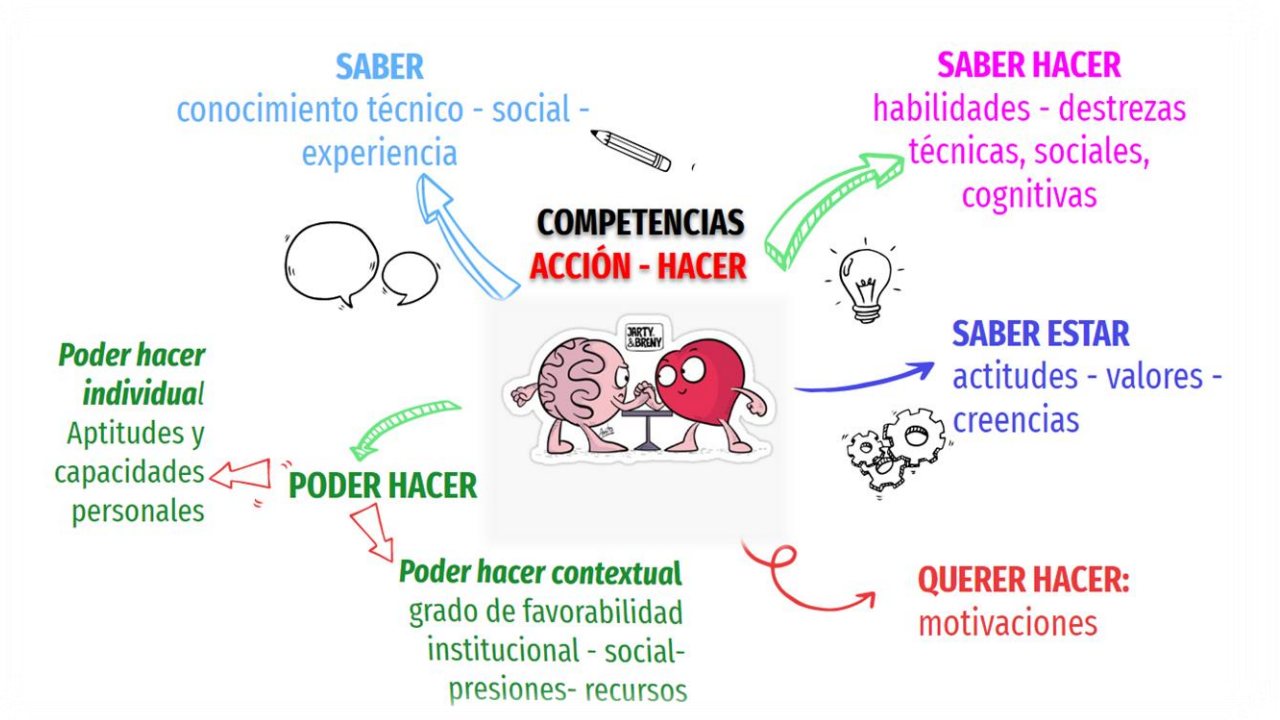 SABER
conocimiento técnico - social -
experiencia
SABER HACER
habilidades - destrezas
técnicas, sociales,
cognitivas
COMPETENCIAS
ACCIÓN - HACER
JARTY
&BRENY
SABER ESTAR
actitudes - valores -
creencias
Poder hacer
individual
Aptitudes y
capacidades
personales
PODER HACER
Poder hacer contextual
grado de favorabilidad
institucional - social-
presiones- recursos
QUERER HACER:
motivaciones